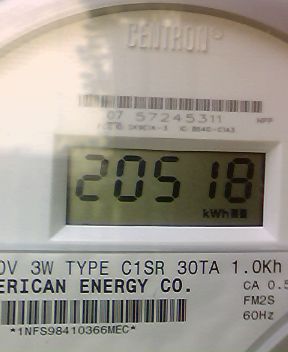 CENTRON®
07 57245311
NPP
20518
kWh
0V 3W TYPE C1SR 30TA 1.0Kh
ERICAN ENERGY CO.
CA 0.5
FM2S
60Hz
*1NFS98410366MEC*